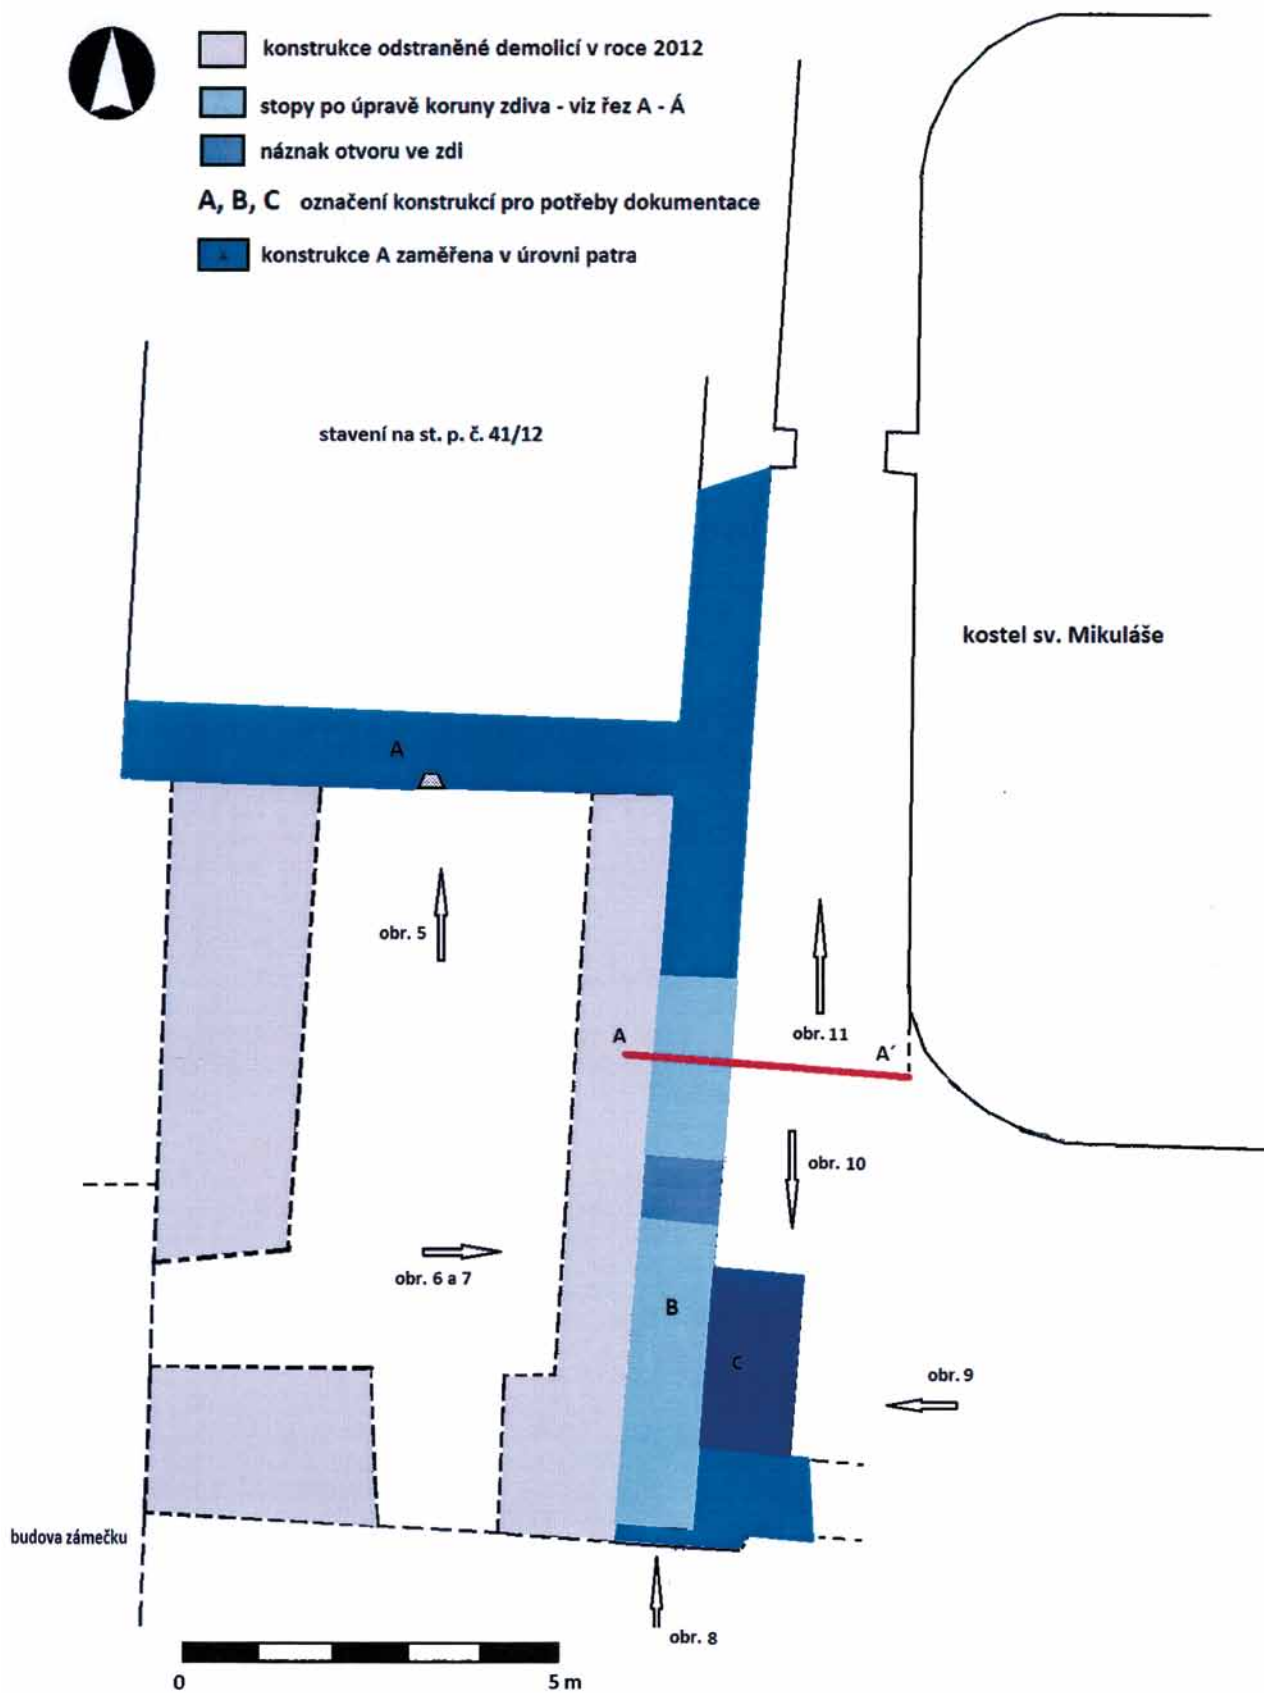 konstrukce odstraněné demolicí v roce 2012
stopy po úpravě koruny zdiva - viz řez A - Á
náznak otvoru ve zdi
A, B, C označení konstrukcí pro potřeby dokumentace
A konstrukce A zaměřena v úrovni patra
stavení na st. p. č. 41/12
kostel sv. Mikuláše
A
obr. 5
obr. 11
A
A´
obr. 10
obr. 6 a 7
B
C
obr. 9
budova zámečku
obr. 8
0 5 m